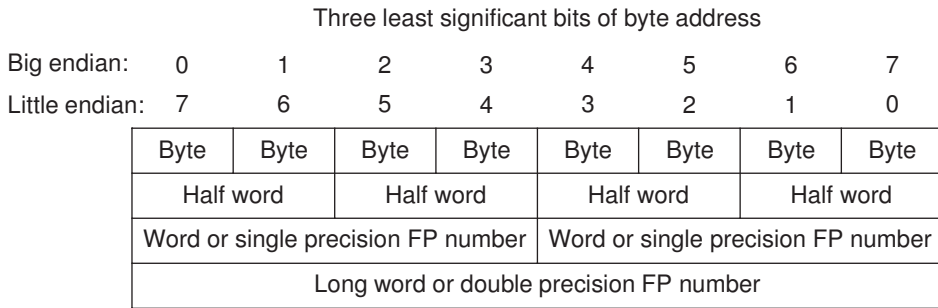 Three least significant bits of byte address
Big endian: 0 1 2 3 4 5 6 7
Little endian: 7 6 5 4 3 2 1 0
Byte Byte Byte Byte Byte Byte Byte Byte
Half word Half word Half word Half word
Word or single precision FP number Word or single precision FP number
Long word or double precision FP number